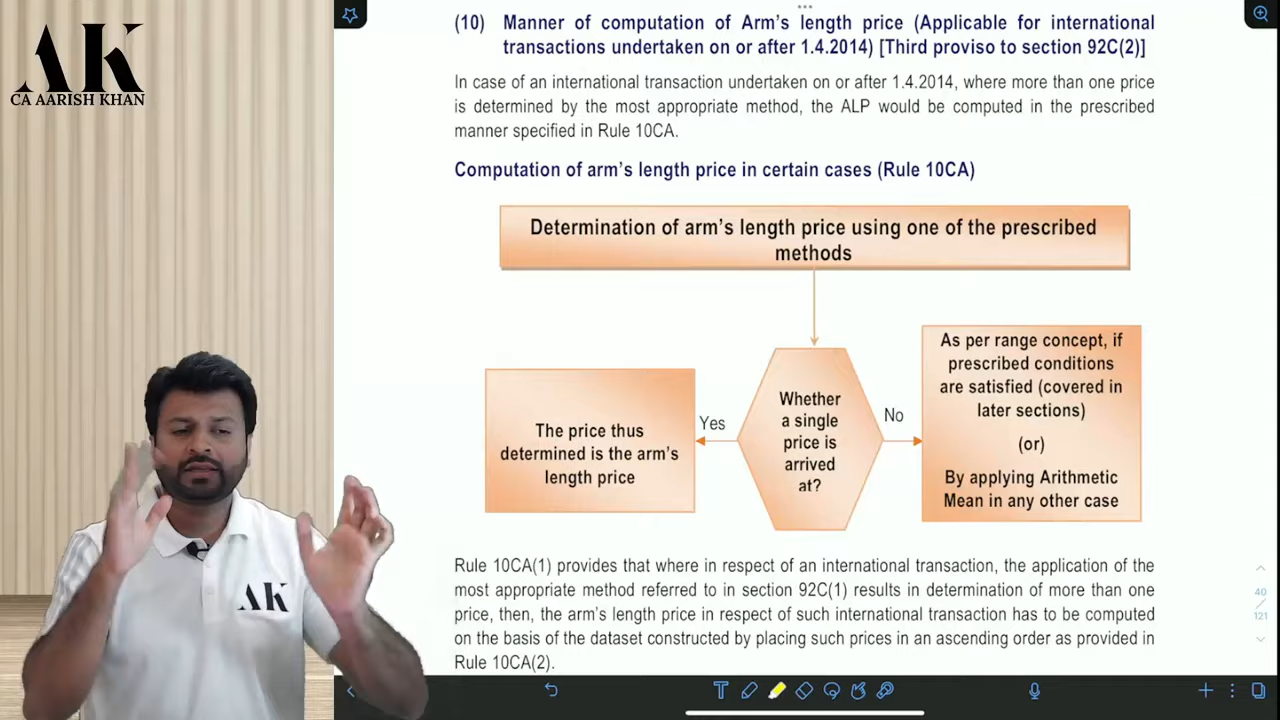 AK
CA AARISH KHAN
(10) Manner of computation of Arm's length price (Applicable for international
transactions undertaken on or after 1.4.2014) [Third proviso to section 92C(2)]
In case of an international transaction undertaken on or after 1.4.2014, where more than one price
is determined by the most appropriate method, the ALP would be computed in the prescribed
manner specified in Rule 10CA.
Computation of arm's length price in certain cases (Rule 10CA)
Determination of arm's length price using one of the prescribed
methods
The price thus
determined is the arm's
length price
Yes
Whether
a single
price is
arrived
at?
No
As per range concept, if
prescribed conditions
are satisfied (covered in
later sections)
(or)
By applying Arithmetic
Mean in any other case
Rule 10CA(1) provides that where in respect of an international transaction, the application of the
most appropriate method referred to in section 92C(1) results in determination of more than one
price, then, the arm's length price in respect of such international transaction has to be computed
on the basis of the dataset constructed by placing such prices in an ascending order as provided in
Rule 10CA(2).
AK
40
/
121
T